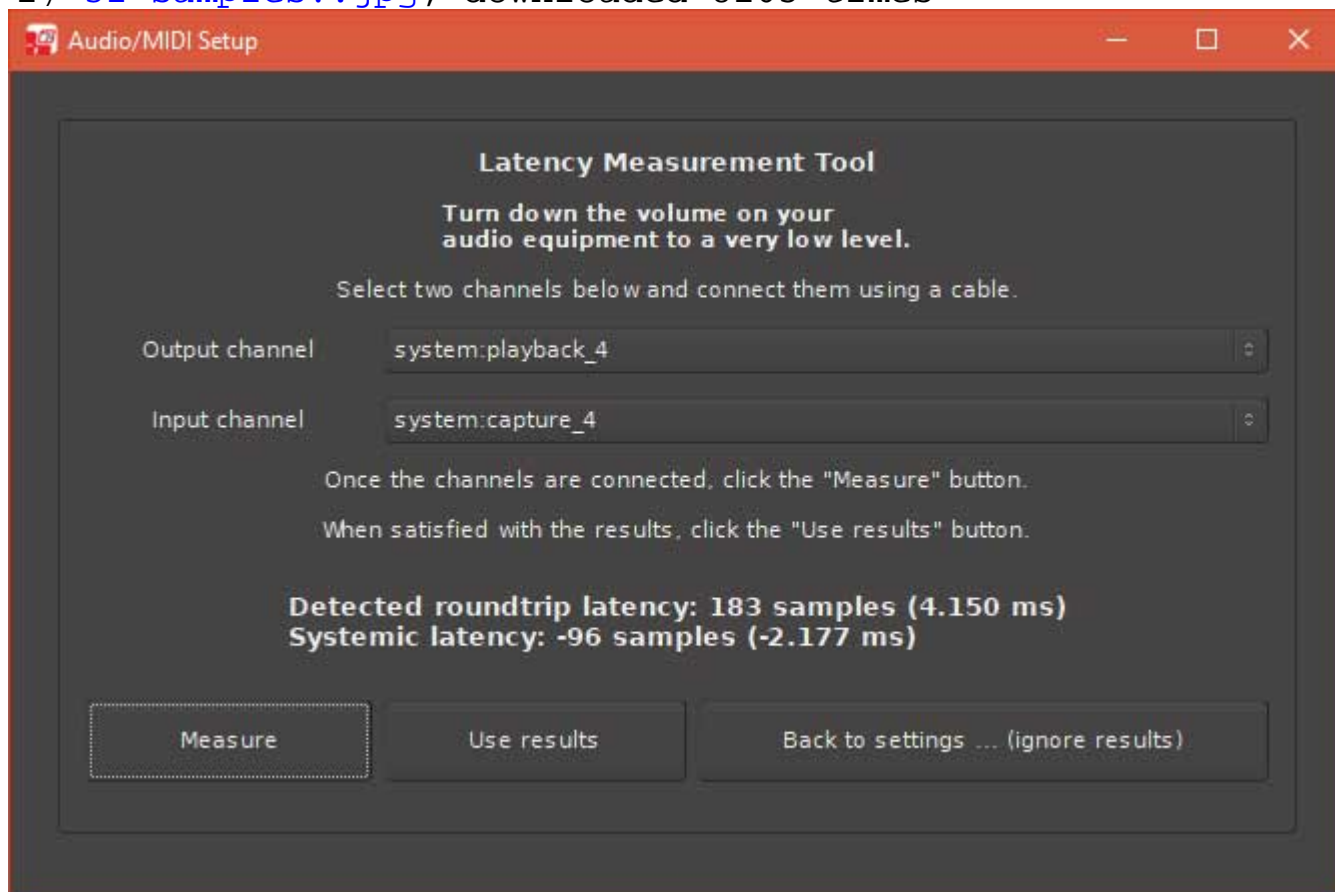 Audio/MIDI Setup
Latency Measurement Tool
Turn down the volume on your
audio equipment to a very low level.
Select two channels below and connect them using a cable.
Output channel system:playback_4
Input channel system:capture_4
Once the channels are connected, click the "Measure" button.
When satisfied with the results, click the "Use results" button.
Detected roundtrip latency: 183 samples (4.150 ms)
Systemic latency: -96 samples (-2.177 ms)
Measure Use results Back to settings ... (ignore results)